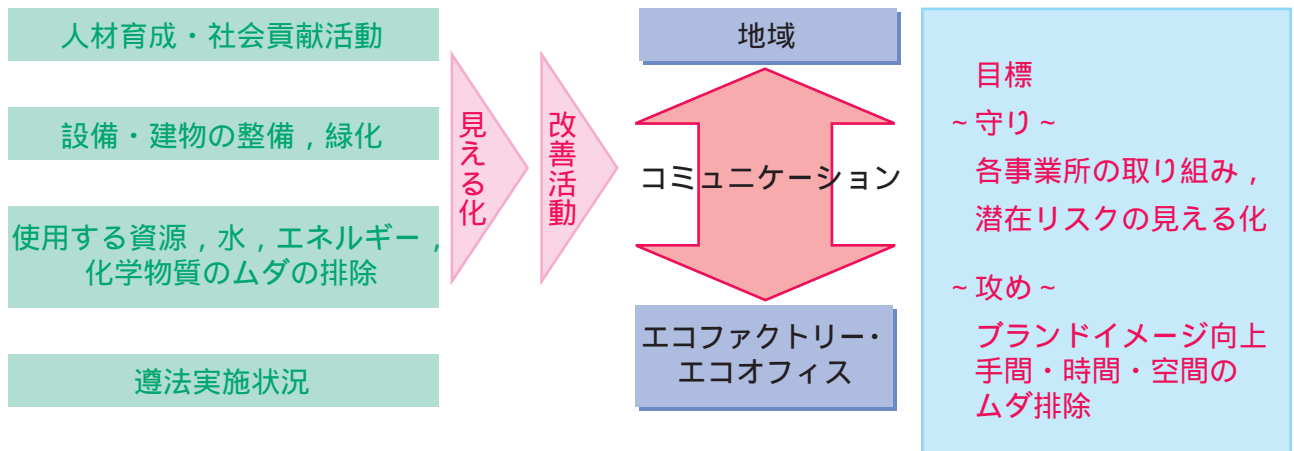 人材育成・社会貢献活動
設備・建物の整備，緑化
使用する資源，水，エネルギー，
化学物質のムダの排除
遵法実施状況
見える化
改善活動
地域
コミュニケーション
エコファクトリー・
エコオフィス
目標
~守り~
各事業所の取り組み，
潜在リスクの見える化
~攻め~
ブランドイメージ向上
手間・時間・空間の
ムダ排除